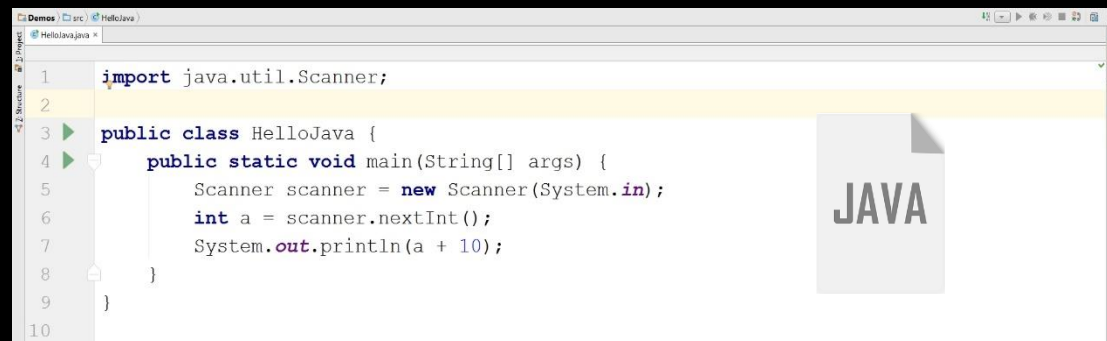 Demos src HelloJava
HelloJava.java ×
1: Project
2: Structure
1 import java.util.Scanner;
2
3 public class HelloJava {
4 public static void main(String[] args) {
5 Scanner scanner = new Scanner(System.in);
6 int a = scanner.nextInt();
7 System.out.println(a + 10);
8 }
9 }
10
JAVA